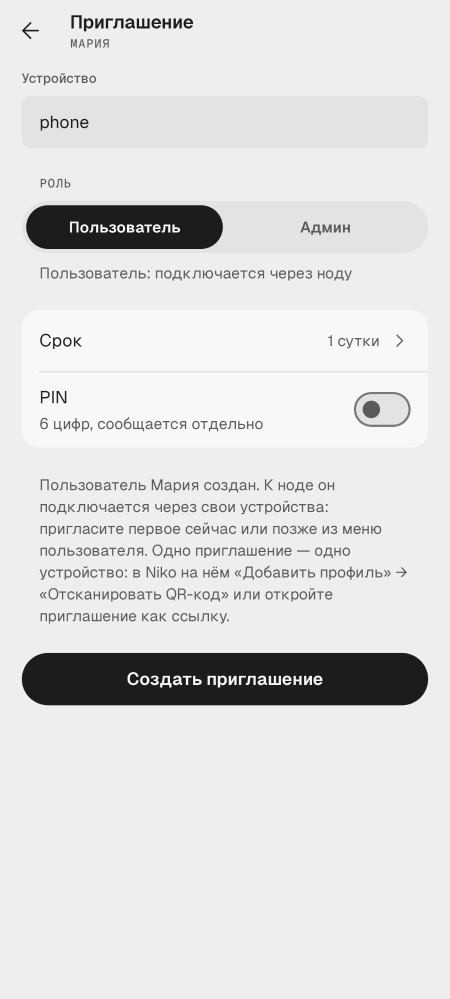 Приглашение
МАРИЯ
Устройство
phone
РОЛЬ
Пользователь
Админ
Пользователь: подключается через ноду
Срок
1 сутки
PIN
6 цифр, сообщается отдельно
Пользователь Мария создан. К ноде он
подключается через свои устройства:
пригласите первое сейчас или позже из меню
пользователя. Одно приглашение — одно
устройство: в Niko на нём «Добавить профиль» →
«Отсканировать QR-код» или откройте
приглашение как ссылку.
Создать приглашение